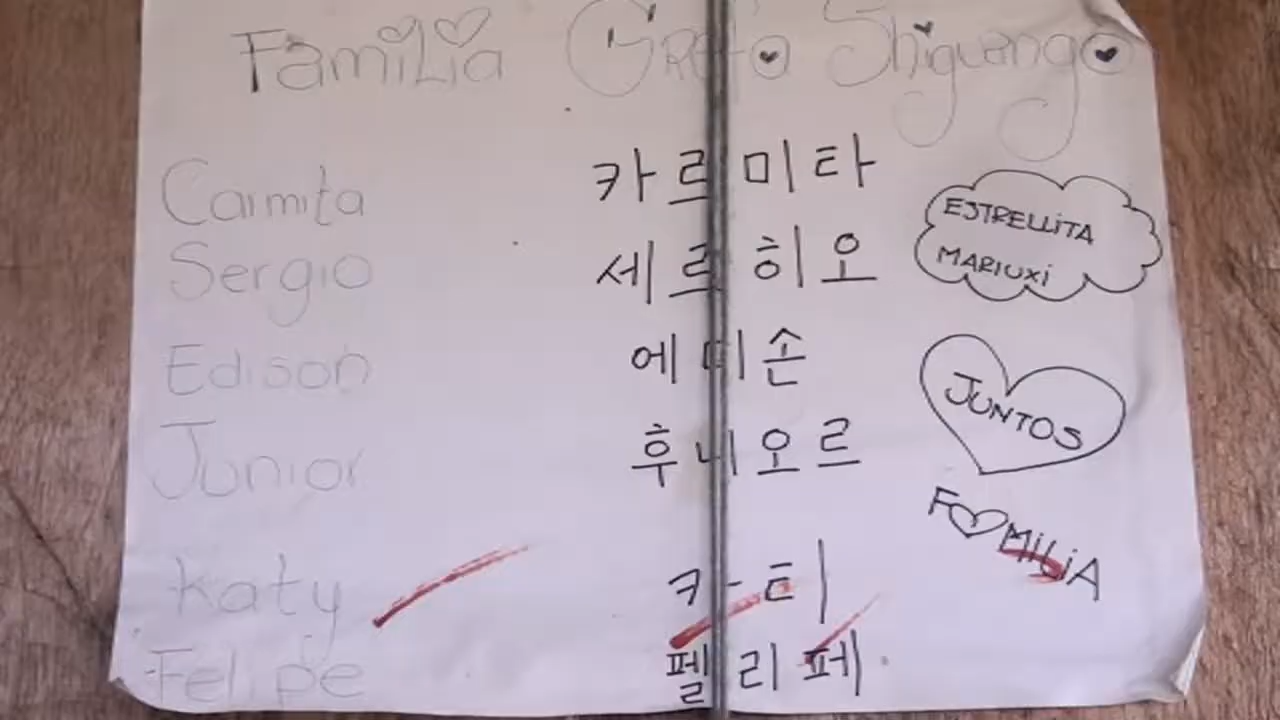 Familia Grefa Shiguango
Carmita 카르미타
Sergio 세르히오
Edison 에디손
Junior 후니오르
Katy 카티
Felipe 펠리페
ESTRELLITA
MARIUXI
JUNTOS
FAMILIA